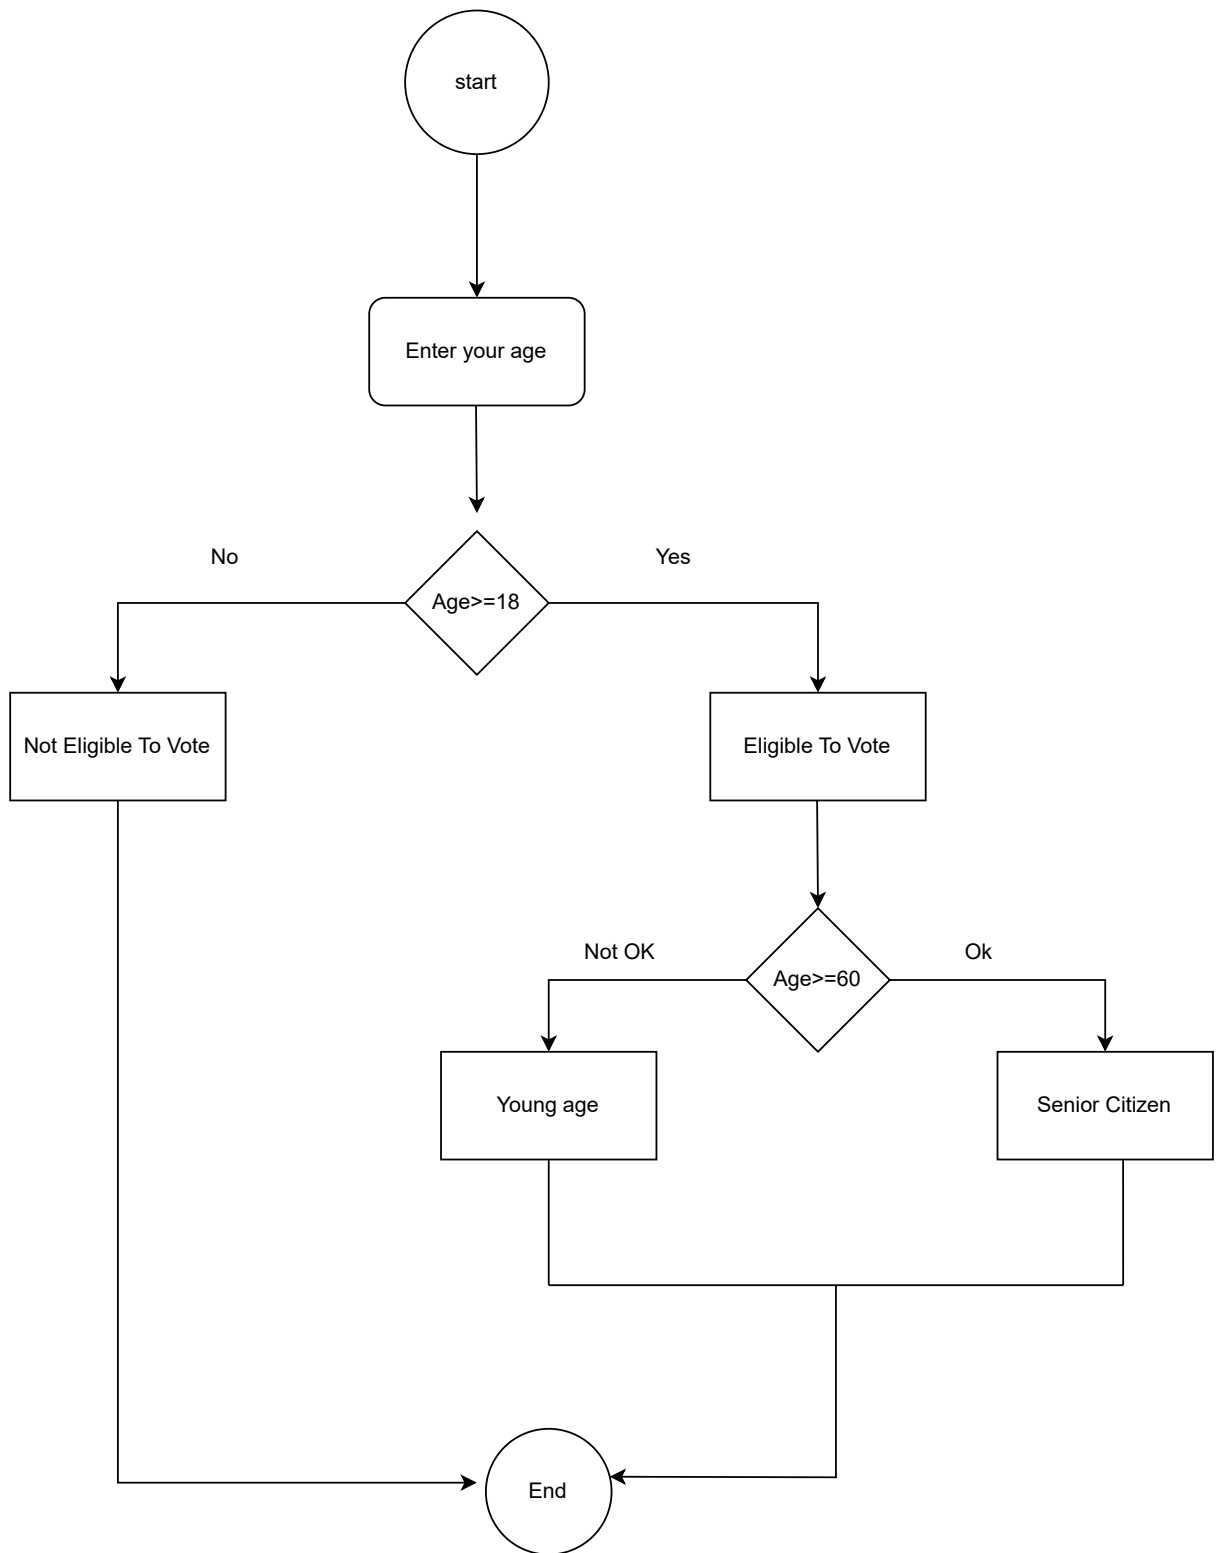 start
Enter your age
No
Yes
Age>=18
Not Eligible To Vote
Eligible To Vote
Not OK
Ok
Age>=60
Young age
Senior Citizen
End